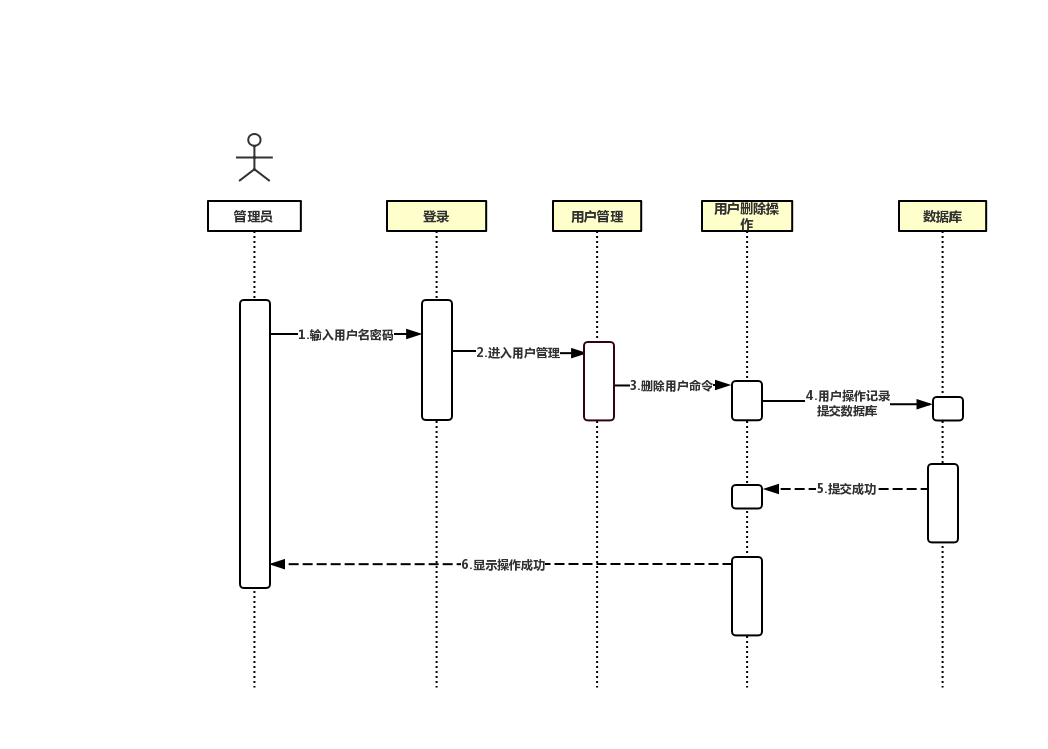 管理员
登录
用户管理
用户删除操
作
数据库
1.输入用户名密码
2.进入用户管理
3.删除用户命令
4.用户操作记录
提交数据库
5.提交成功
6.显示操作成功